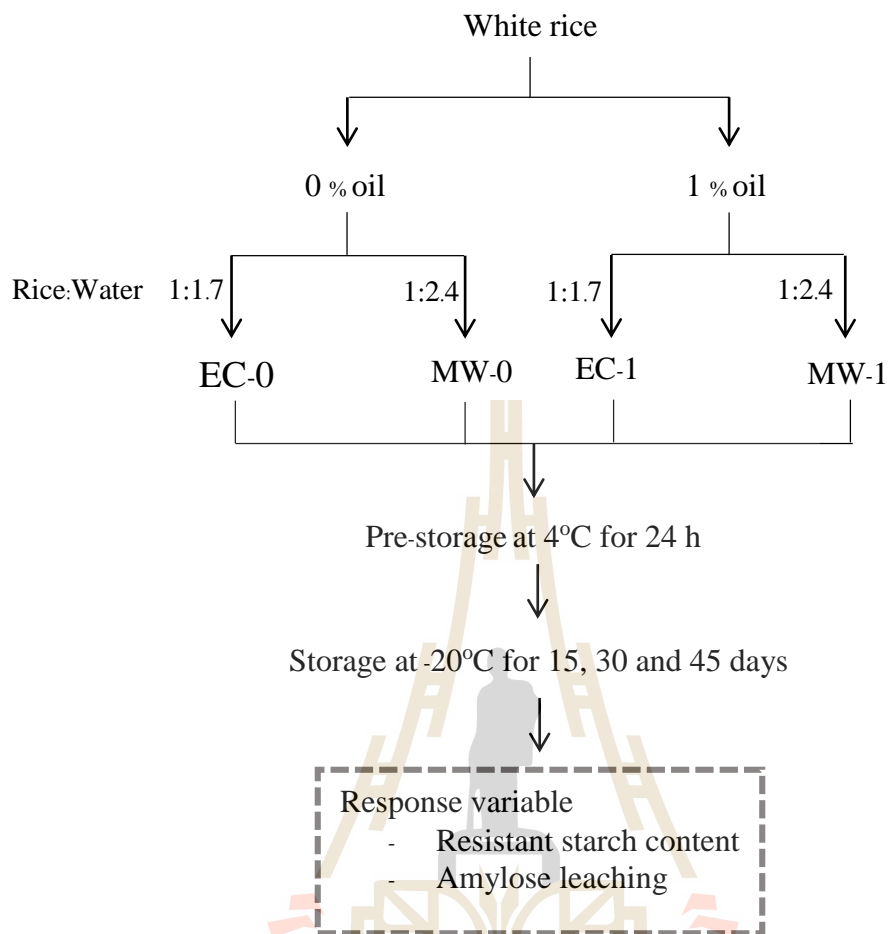 White rice
0 % oil 1 % oil
Rice:Water 1:1.7 1:2.4 1:1.7 1:2.4
EC-0 MW-0 EC-1 MW-1
Pre-storage at 4°C for 24 h
Storage at -20°C for 15, 30 and 45 days
Response variable
- Resistant starch content
- Amylose leaching